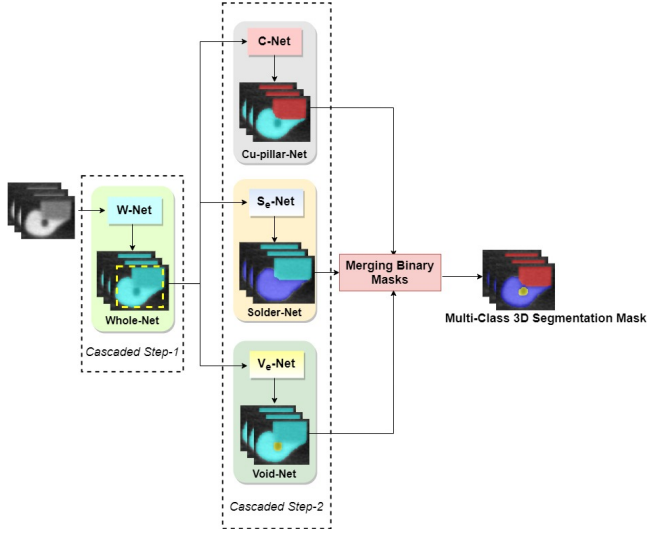 C-Net
Cu-pillar-Net
W-Net
Whole-Net
Cascaded Step-1
Se-Net
Solder-Net
Merging Binary
Masks
Multi-Class 3D Segmentation Mask
Ve-Net
Void-Net
Cascaded Step-2